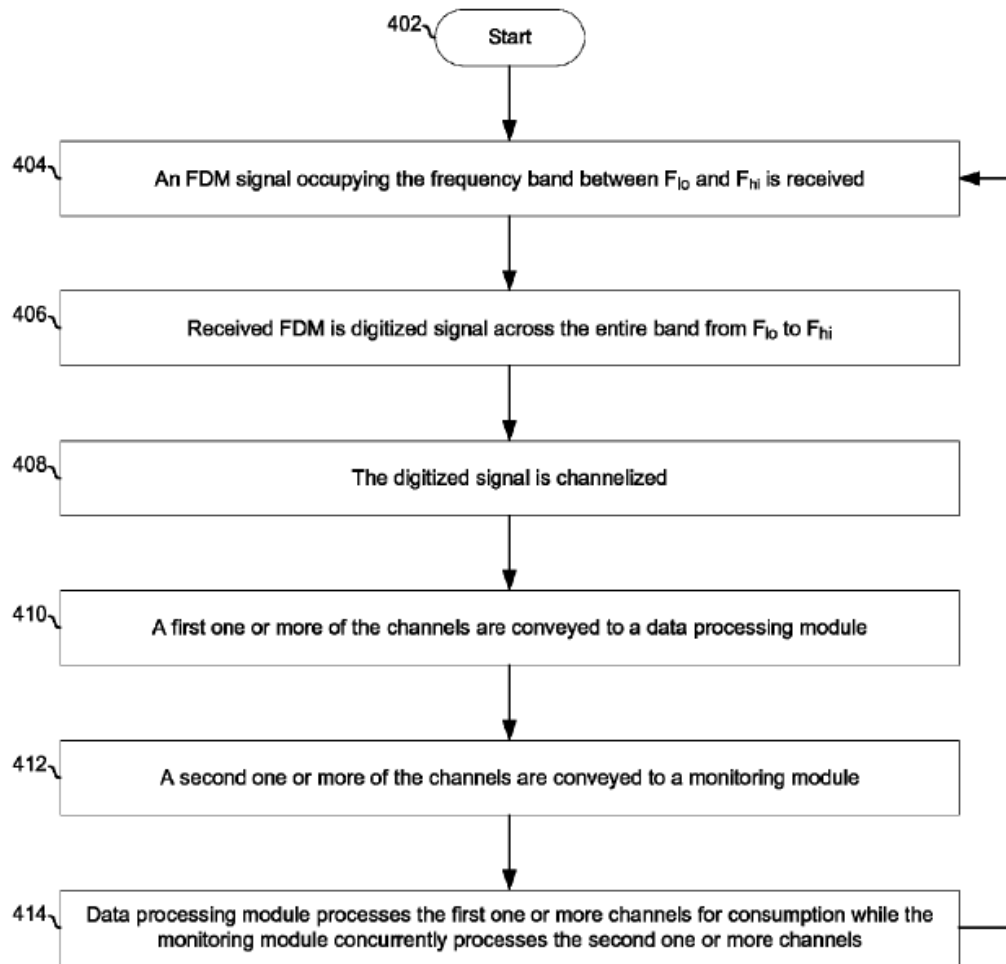 402
Start
404
An FDM signal occupying the frequency band between Flo and Fhi is received
406
Received FDM is digitized signal across the entire band from Flo to Fhi
408
The digitized signal is channelized
410
A first one or more of the channels are conveyed to a data processing module
412
A second one or more of the channels are conveyed to a monitoring module
414
Data processing module processes the first one or more channels for consumption while the
monitoring module concurrently processes the second one or more channels